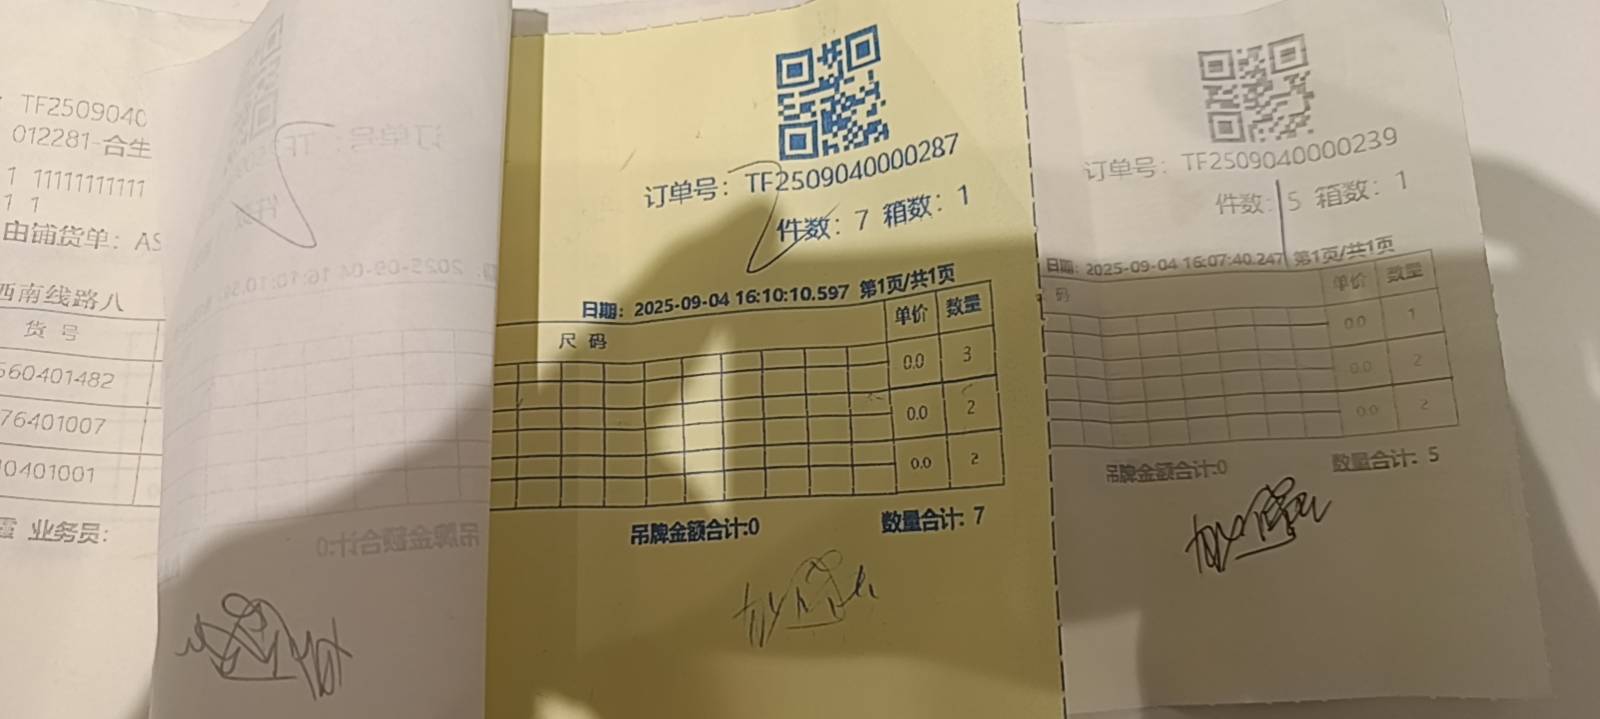 TF2509040
012281-合生
1 11111111111
1 1
由铺货单：AS
西南线路八
货号
560401482
76401007
0401001
业务员：
订单号：TF2509040000287
件数：7 箱数：1
日期：2025-09-04 16:10:10.597 第1页/共1页
尺码 单价 数量
0.0 3
0.0 2
0.0 2
吊牌金额合计:0 数量合计：7
订单号：TF2509040000239
件数：5 箱数：1
日期：2025-09-04 16:07:40.247 第1页/共1页
码 单价 数量
0.0 1
0.0 2
0.0 2
吊牌金额合计:0 数量合计：5